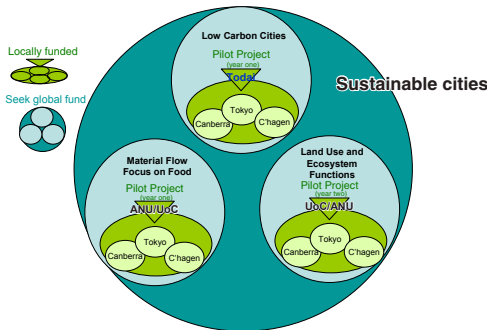 Locally funded
Seek global fund
Sustainable cities
Low Carbon Cities
Pilot Project
(year one)
Todai
Tokyo
Canberra
C'hagen
Material Flow
Focus on Food
Pilot Project
(year one)
ANU/UoC
Tokyo
Canberra
C'hagen
Land Use and
Ecosystem
Functions
Pilot Project
(year two)
UoC/ANU
Tokyo
Canberra
C'hagen